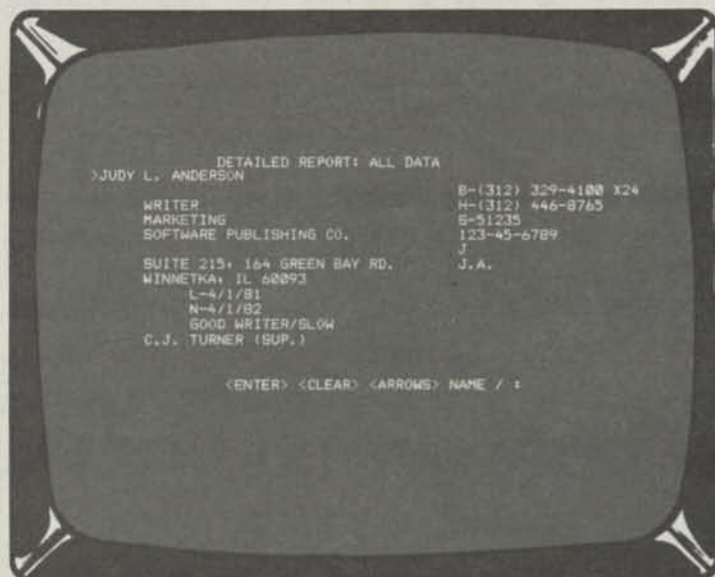 DETAILED REPORT: ALL DATA
>JUDY L. ANDERSON
B-(312) 329-4100 X24
WRITER H-(312) 446-8765
MARKETING S-51235
SOFTWARE PUBLISHING CO. 123-45-6789
J
SUITE 215, 164 GREEN BAY RD. J.A.
WINNETKA, IL 60093
L-4/1/81
N-4/1/82
GOOD WRITER/SLOW
C.J. TURNER (SUP.)
<ENTER> <CLEAR> <ARROWS> NAME / :